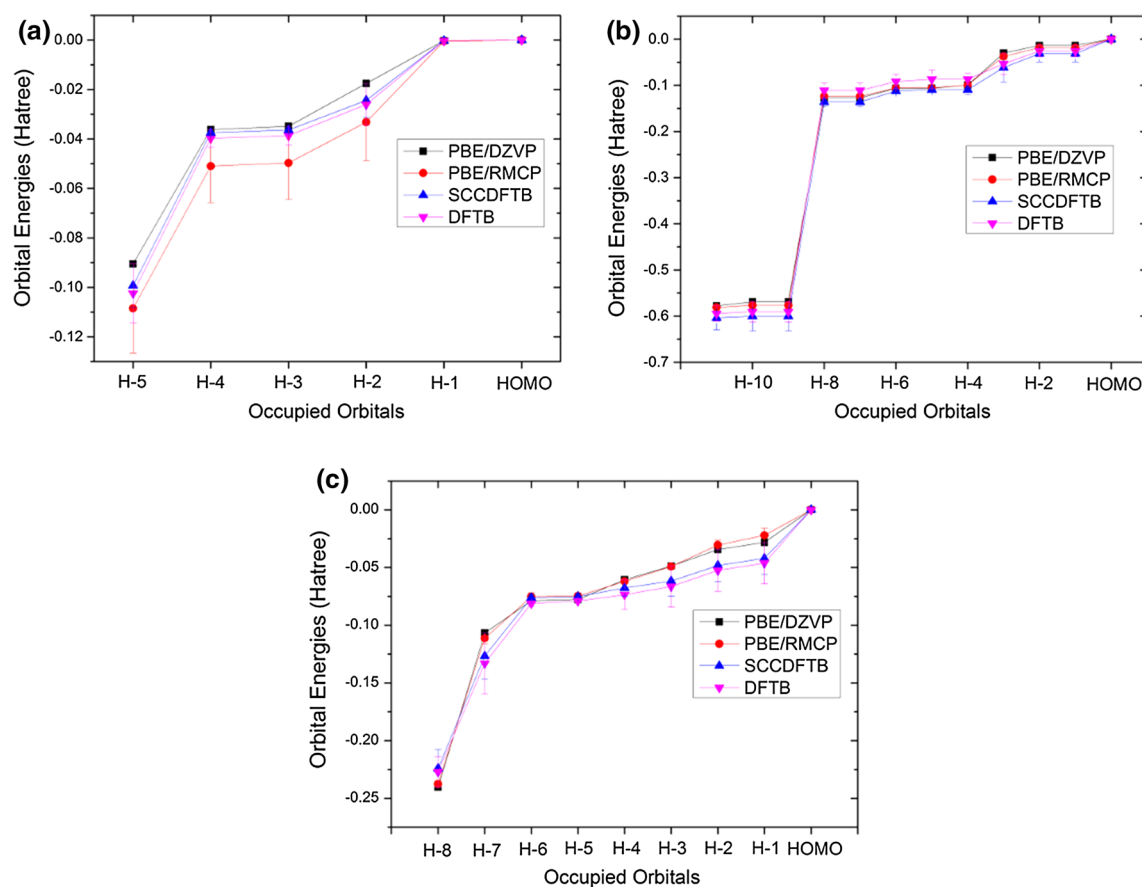 (a)
0.00
-0.02
-0.04
-0.06
-0.08
-0.10
-0.12
Orbital Energies (Hatree)
PBE/DZVP
PBE/RMCP
SCCDFTB
DFTB
H-5 H-4 H-3 H-2 H-1 HOMO
Occupied Orbitals
(b)
0.0
-0.1
-0.2
-0.3
-0.4
-0.5
-0.6
-0.7
Orbital Energies (Hatree)
PBE/DZVP
PBE/RMCP
SCCDFTB
DFTB
H-10 H-8 H-6 H-4 H-2 HOMO
Occupied Orbitals
(c)
0.00
-0.05
-0.10
-0.15
-0.20
-0.25
Orbital Energies (Hatree)
PBE/DZVP
PBE/RMCP
SCCDFTB
DFTB
H-8 H-7 H-6 H-5 H-4 H-3 H-2 H-1 HOMO
Occupied Orbitals